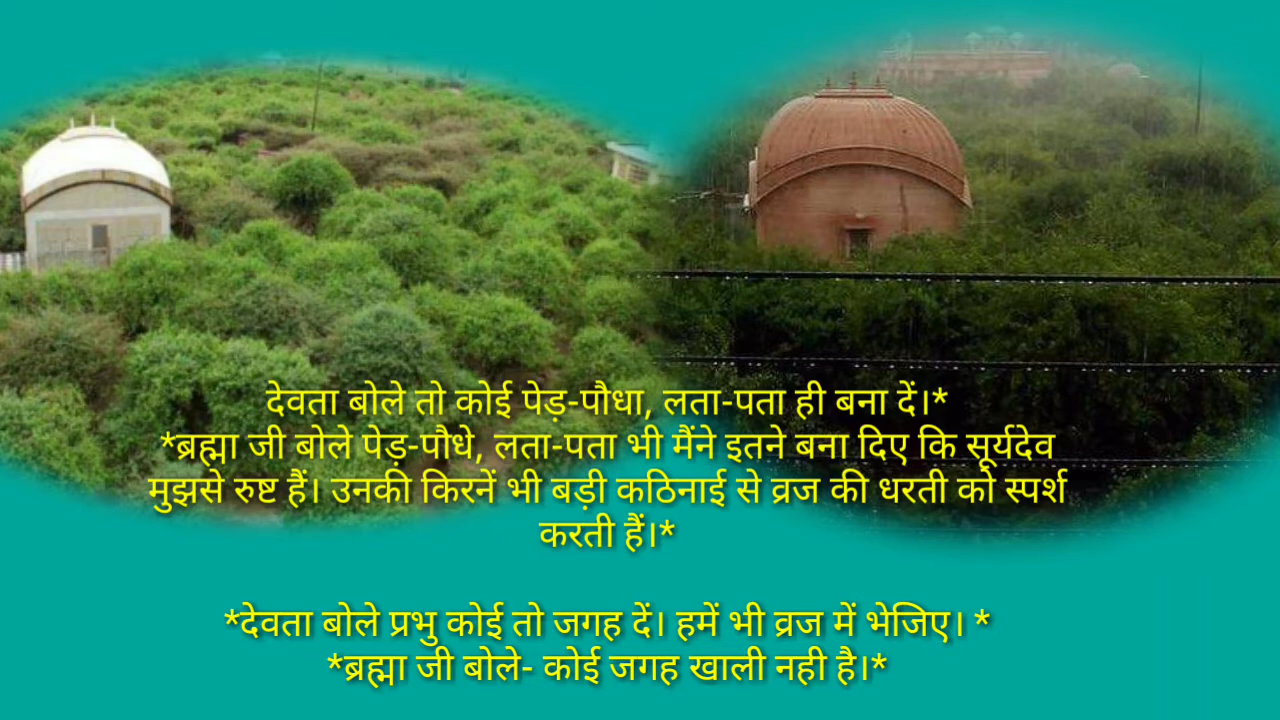 देवता बोले तो कोई पेड़-पौधा, लता-पता ही बना दें।*
*ब्रह्मा जी बोले पेड़-पौधे, लता-पता भी मैंने इतने बना दिए कि सूर्यदेव
मुझसे रुष्ट हैं। उनकी किरनें भी बड़ी कठिनाई से व्रज की धरती को स्पर्श
करती हैं।*
*देवता बोले प्रभु कोई तो जगह दें। हमें भी व्रज में भेजिए। *
*ब्रह्मा जी बोले- कोई जगह खाली नही है।*